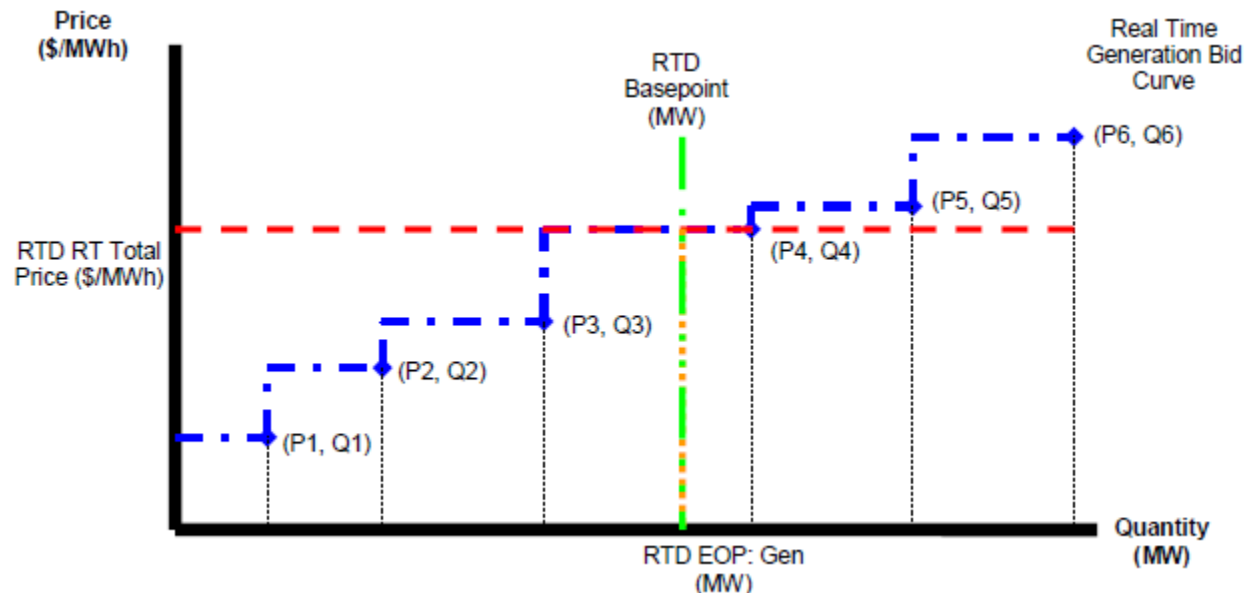 Price
($/MWh)
Real Time
Generation Bid
Curve
RTD
Basepoint
(MW)
(P6, Q6)
(P5, Q5)
RTD RT Total
Price ($/MWh)
(P4, Q4)
(P3, Q3)
(P2, Q2)
(P1, Q1)
Quantity
(MW)
RTD EOP: Gen
(MW)